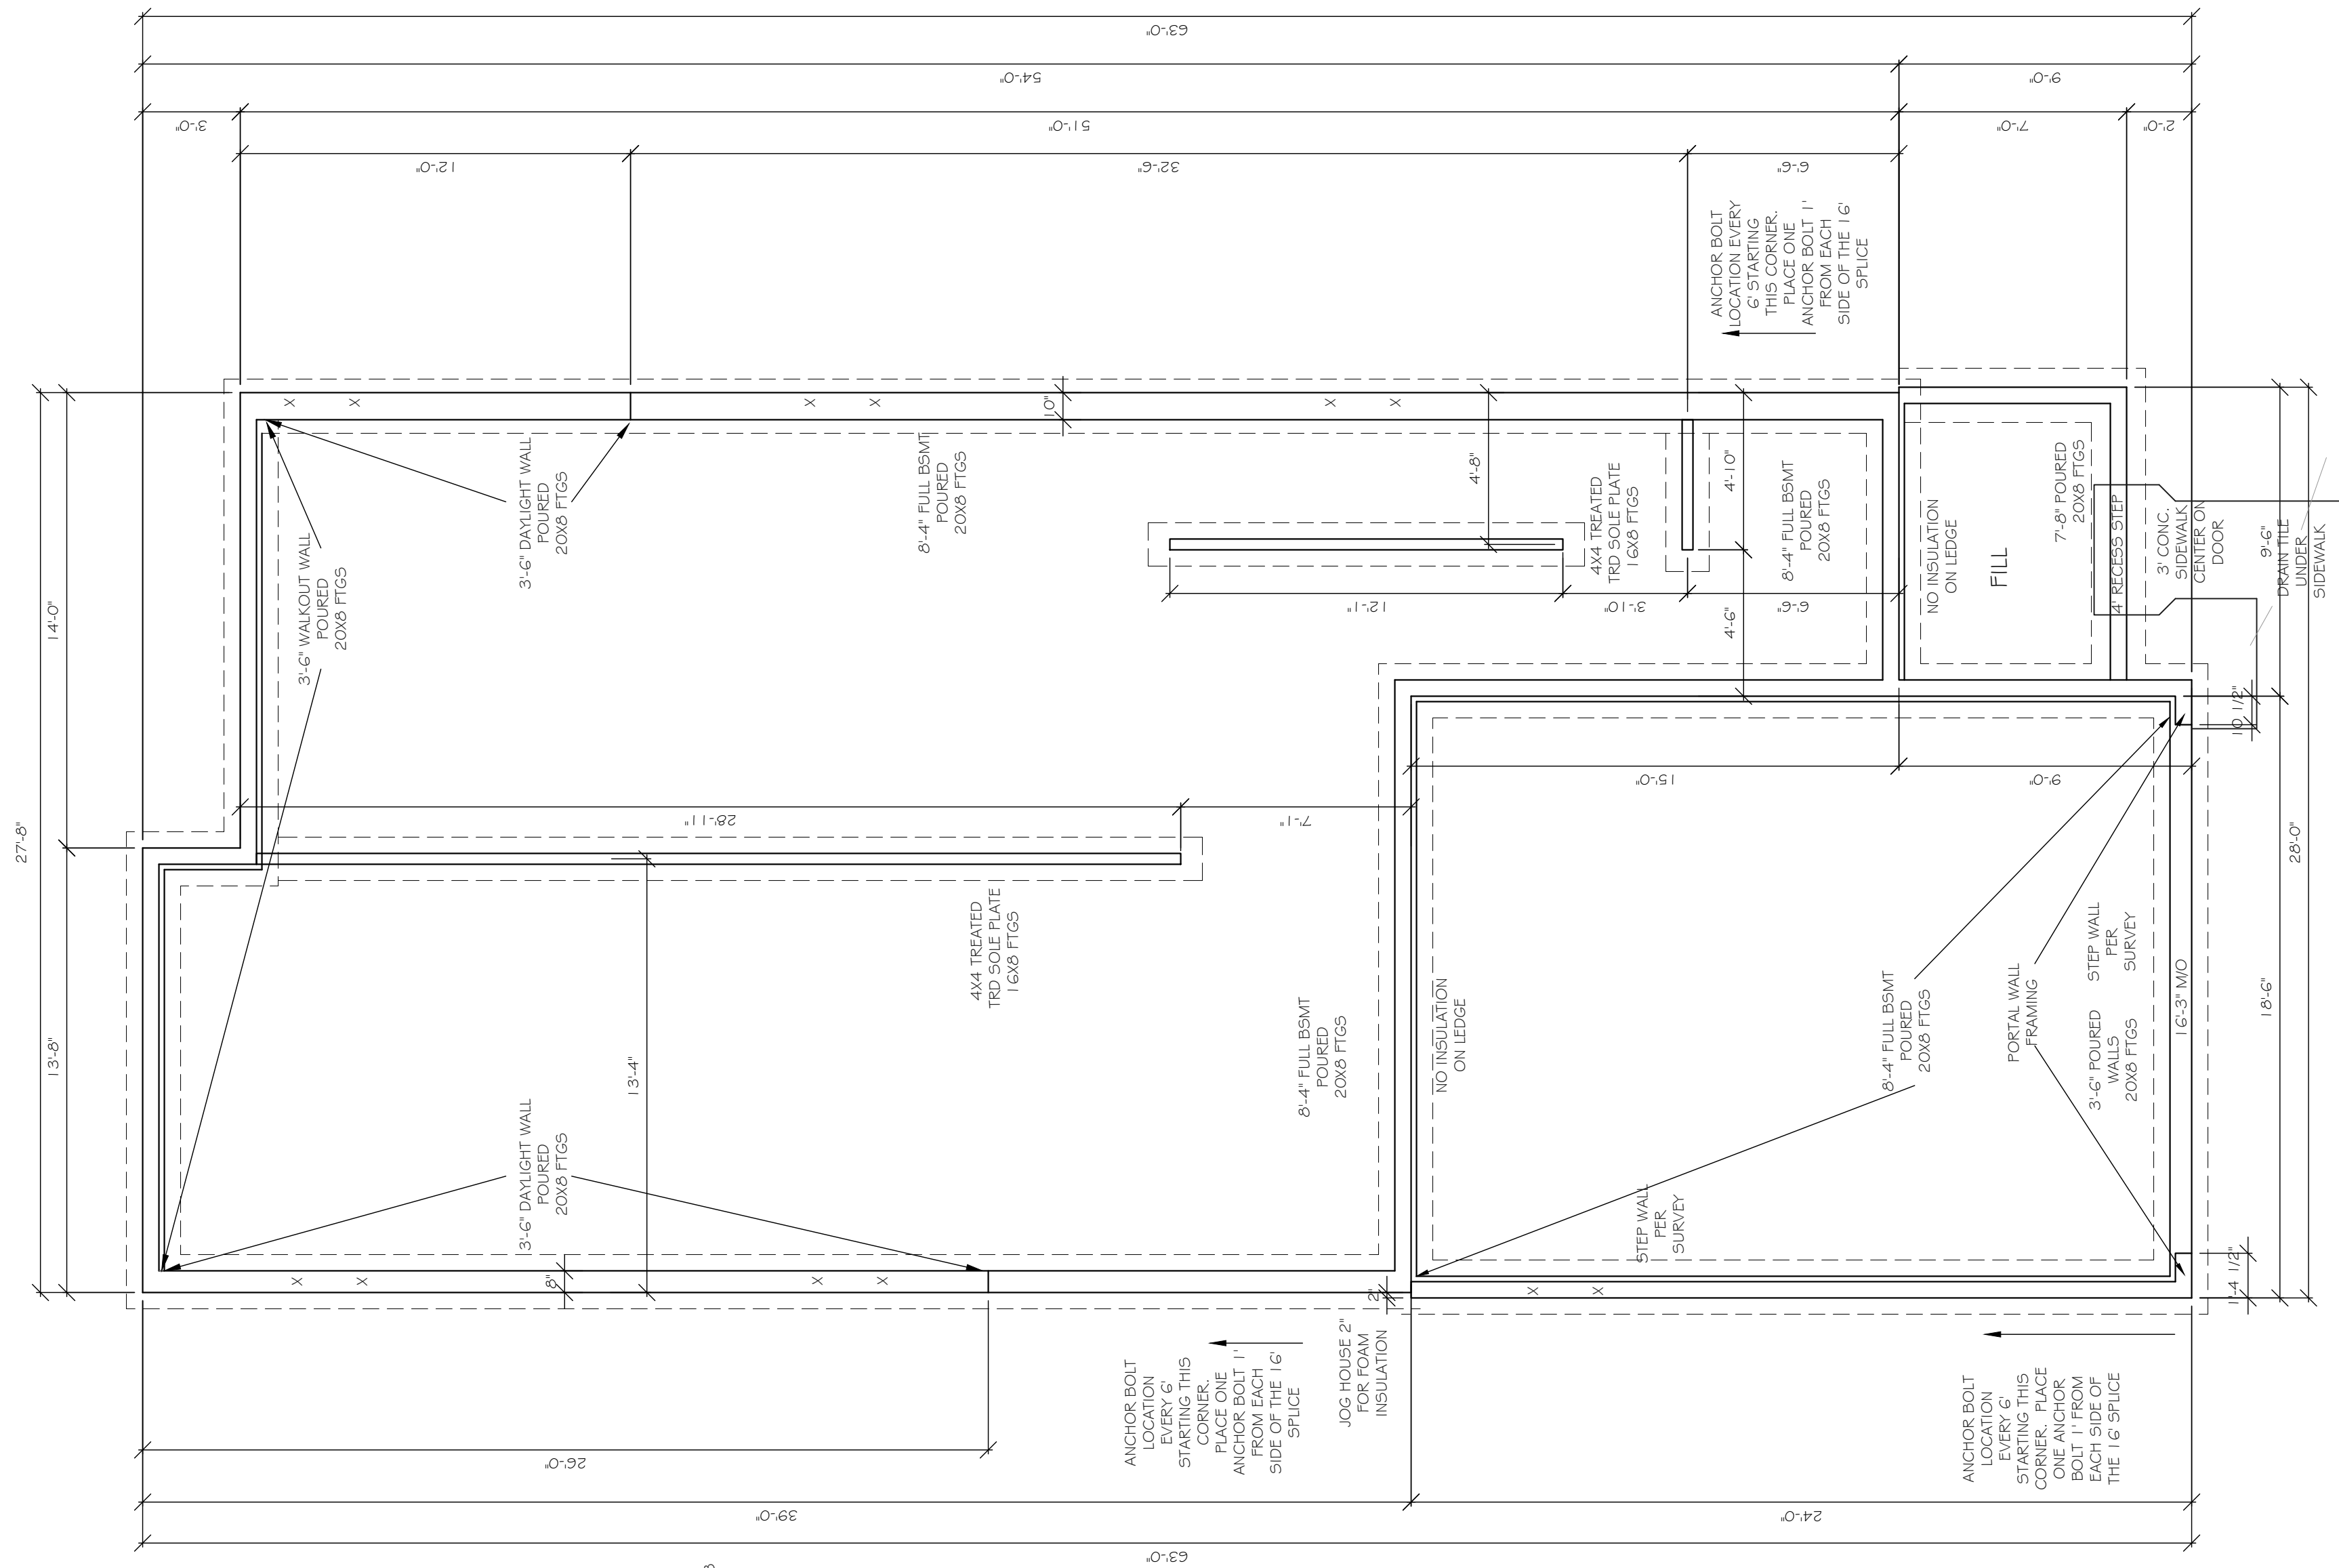 63'-0"
54'-0"
9'-0"
3'-0"
51'-0"
7'-0"
2'-0"
12'-0"
32'-6"
6'-6"
ANCHOR BOLT
LOCATION EVERY
6' STARTING
THIS CORNER.
PLACE ONE
ANCHOR BOLT 1'
FROM EACH
SIDE OF THE 16'
SPLICE
27'-8"
14'-0"
13'-8"
X
X
X
X
X
X
10"
3'-6" WALKOUT WALL
POURED
20X8 FTGS
3'-6" DAYLIGHT WALL
POURED
20X8 FTGS
8'-4" FULL BSMT
POURED
20X8 FTGS
4'-8"
4X4 TREATED
TRD SOLE PLATE
16X8 FTGS
4'-10"
8'-4" FULL BSMT
POURED
20X8 FTGS
12'-1"
3'-10"
6'-6"
4'-6"
NO INSULATION
ON LEDGE
FILL
7'-8" POURED
20X8 FTGS
4' RECESS STEP
3' CONC.
SIDEWALK
CENTER ON
DOOR
9'-6"
DRAIN TILE
UNDER
SIDEWALK
10 1/2"
15'-0"
9'-0"
28'-11"
7'-1"
28'-0"
18'-6"
4X4 TREATED
TRD SOLE PLATE
16X8 FTGS
13'-4"
3'-6" DAYLIGHT WALL
POURED
20X8 FTGS
8'-4" FULL BSMT
POURED
20X8 FTGS
NO INSULATION
ON LEDGE
8'-4" FULL BSMT
POURED
20X8 FTGS
PORTAL WALL
FRAMING
STEP WALL
PER
SURVEY
3'-6" POURED
WALLS
20X8 FTGS
16'-3" M/O
STEP WALL
PER
SURVEY
X
X
8"
X
X
2"
X
X
1'-4 1/2"
ANCHOR BOLT
LOCATION
EVERY 6'
STARTING THIS
CORNER.
PLACE ONE
ANCHOR BOLT 1'
FROM EACH
SIDE OF THE 16'
SPLICE
JOG HOUSE 2"
FOR FOAM
INSULATION
ANCHOR BOLT
LOCATION
EVERY 6'
STARTING THIS
CORNER. PLACE
ONE ANCHOR
BOLT 1' FROM
EACH SIDE OF
THE 16' SPLICE
26'-0"
39'-0"
24'-0"
63'-0"